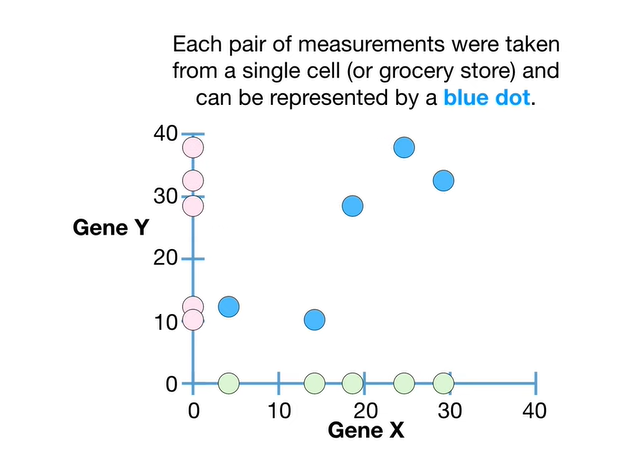 Each pair of measurements were taken
from a single cell (or grocery store) and
can be represented by a blue dot.
40
30
Gene Y
20
10
0
0 10 20 30 40
Gene X